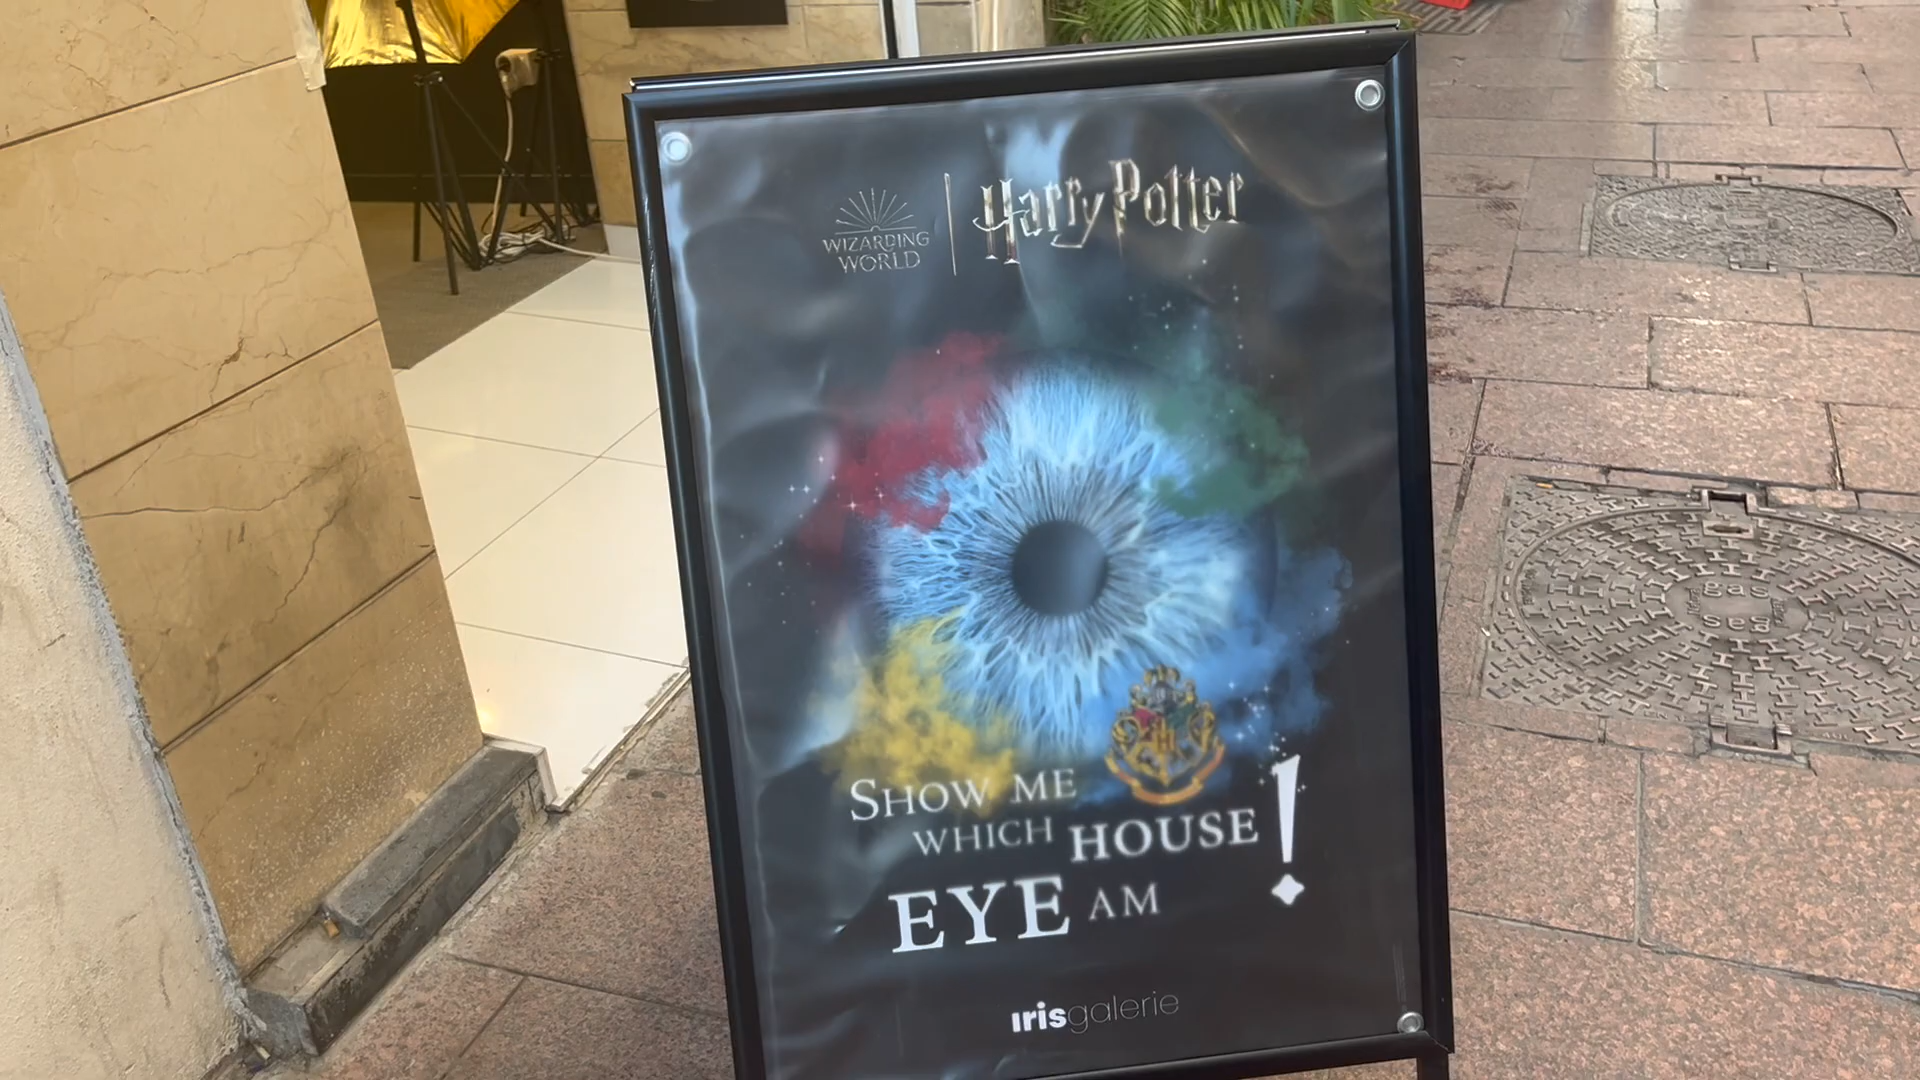 WIZARDING
WORLD
Harry Potter
SHOW ME
WHICH HOUSE!
EYE AM
irisgalerie
gas
gas